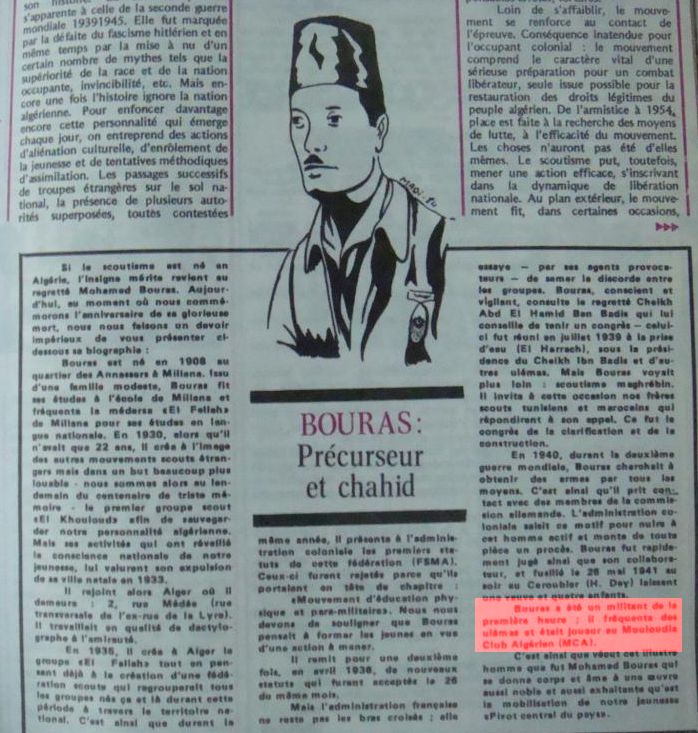 son histoire
s'apparente à celle de la seconde guerre
mondiale 19391945. Elle fut marquée
par la défaite du fascisme hitlérien et en
même temps par la mise à nu d'un
certain nombre de mythes tels que la
supériorité de la race et de la nation
occupante, invincibilité, etc. Mais en-
core une fois l'histoire ignore la nation
algérienne. Pour enfoncer davantage
encore cette personnalité qui émerge
chaque jour, on entreprend des actions
d'aliénation culturelle, d'enrôlement de
la jeunesse et de tentatives méthodiques
d'assimilation. Les passages successifs
de troupes étrangères sur le sol na-
tional, la présence de plusieurs auto-
rités superposées, toutes contestées
Loin de s'affaiblir, le mouve-
ment se renforce au contact de
l'épreuve. Conséquence inatendue pour
l'occupant colonial : le mouvement
comprend le caractère vital d'une
sérieuse préparation pour un combat
libérateur, seule issue possible pour la
restauration des droits légitimes du
peuple algérien. De l'armistice à 1954,
place est faite à la recherche des moyens
de lutte, à l'efficacité du mouvement.
Les choses n'auront pas été d'elles
mêmes. Le scoutisme put, toutefois,
mener une action efficace, s'inscrivant
dans la dynamique de libération
nationale. Au plan extérieur, le mouve-
ment fit, dans certaines occasions,
BOURAS :
Précurseur
et chahid
Si le scoutisme est né en
Algérie, l'insigne mérite revient au
regretté Mohamed Bouras. Aujour-
d'hui, au moment où nous commé-
morons l'anniversaire de sa glorieuse
mort, nous nous faisons un devoir
impérieux de vous présenter ci-
dessous sa biographie :
Bouras est né en 1908 au
quartier des Annassers à Miliana. Issu
d'une famille modeste, Bouras fit
ses études à l'école de Miliana et
fréquenta la médersa «El Fellah»
de Miliana pour ses études en lan-
gue nationale. En 1930, alors qu'il
n'avait que 22 ans, il créa à l'image
des autres mouvements scouts étran-
gers mais dans un but beaucoup plus
louable - nous sommes alors au len-
demain du centenaire de triste mé-
moire - le premier groupe scout
«El Khouloud» afin de sauvegar-
der notre personnalité algérienne.
Mais ses activités qui ont réveillé
la conscience nationale de notre
jeunesse, lui valurent son expulsion
de sa ville natale en 1933.
Il rejoint alors Alger où il
demeura : 2, rue Médée (rue
transversale de l'ex-rue de la Lyre).
Il travaillait en qualité de dactylo-
graphe à l'amirauté.
En 1935, il créa à Alger le
groupe «El Fellah» tout en pen-
sant déjà à la création d'une fédé-
ration scoute qui regrouperait tous
les groupes nés çà et là durant cette
période à travers le territoire na-
tional. C'est ainsi que durant la
même année, il présenta à l'adminis-
tration coloniale les premiers sta-
tuts de cette fédération (FSMA).
Ceux-ci furent rejetés parce qu'ils
portaient en tête de chapitre :
«Mouvement d'éducation phy-
sique et para-militaire». Nous nous
devons de souligner que Bouras
pensait à former les jeunes en vue
d'une action à mener.
Il remit pour une deuxième
fois, en avril 1936, de nouveaux
statuts qui furent acceptés le 26
du même mois.
Mais l'administration française
ne reste pas les bras croisés ; elle
essaye — par ses agents provoca-
teurs — de semer la discorde entre
les groupes. Bouras, conscient et
vigilant, consulte le regretté Cheikh
Abd El Hamid Ben Badis qui lui
conseille de tenir un congrès — celui-
ci fut réuni en juillet 1939 à la prise
d'eau (El Harrach), sous la prési-
dence du Cheikh Ibn Badis et d'au-
tres ulémas. Mais Bouras voyait
plus loin : scoutisme maghrébin.
Il invita à cette occasion nos frères
scouts tunisiens et marocains qui
répondirent à son appel. Ce fut le
congrès de la clarification et de la
construction.
En 1940, durant la deuxième
guerre mondiale, Bouras cherchait à
obtenir des armes par tous les
moyens. C'est ainsi qu'il prit con-
tact avec des membres de la commis-
sion allemande. L'administration co-
loniale saisit ce motif pour nuire à
cet homme actif et monte de toute
pièce un procès. Bouras fut rapide-
ment jugé ainsi que son collabora-
teur, et fusillé le 26 mai 1941 au
soir au Caroubier (H. Dey) laissant
une veuve et quatre enfants.
Bouras a été un militant de la
première heure ; il fréquenta des
ulémas et était joueur au Mouloudia
Club Algérien (MCA).
C'est ainsi que vécut cet illustre
homme que fut Mohamed Bouras qui
se donna corps et âme à une œuvre
aussi noble et aussi exhaltante qu'est
la mobilisation de notre jeunesse
«Pivot central du pays».